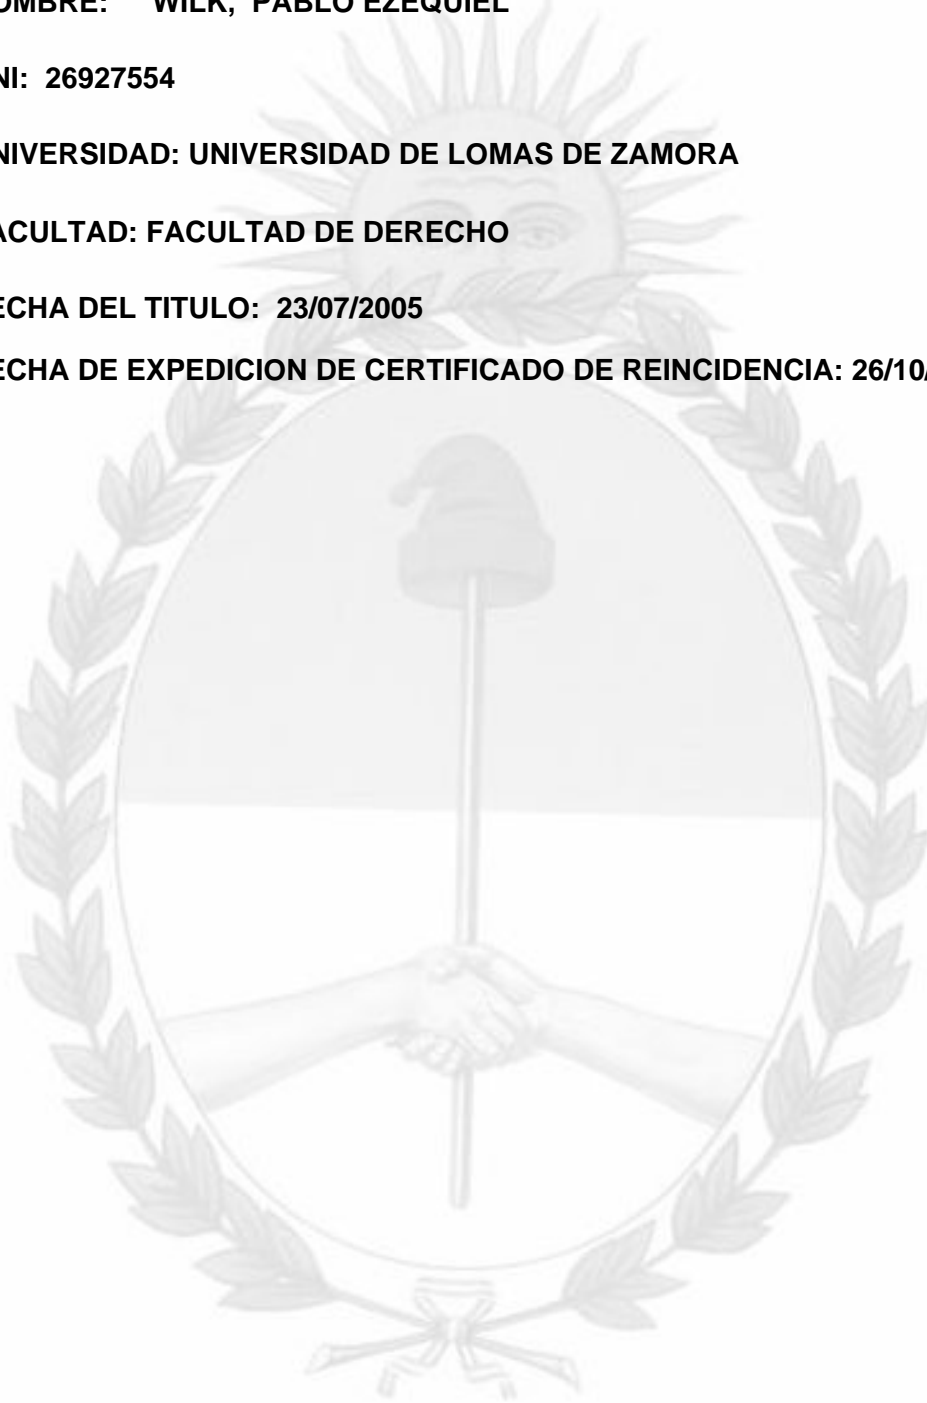 OMBRE: WILK, PABLO EZEQUIEL
NI: 26927554
NIVERSIDAD: UNIVERSIDAD DE LOMAS DE ZAMORA
ACULTAD: FACULTAD DE DERECHO
ECHA DEL TITULO: 23/07/2005
ECHA DE EXPEDICION DE CERTIFICADO DE REINCIDENCIA: 26/10/